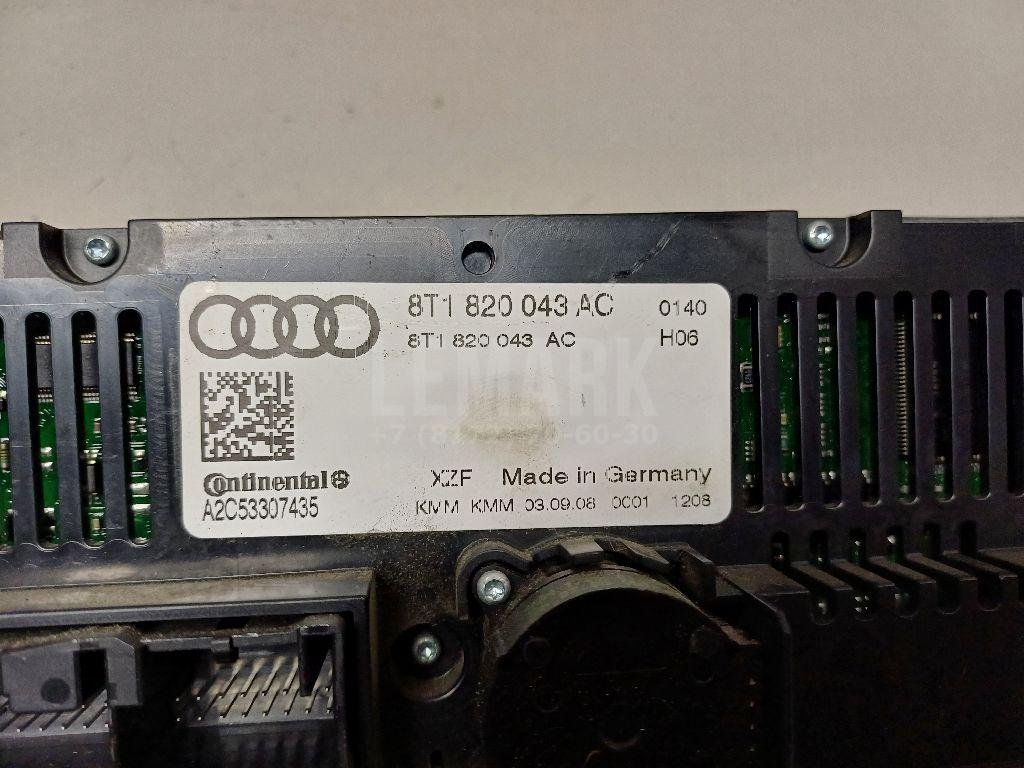 8T1 820 043 AC 0140
8T1 820 043 AC H06
LEMARK
Continental
XZF Made in Germany
A2C53307435
KMM KMM 03.09.08 0001 1208